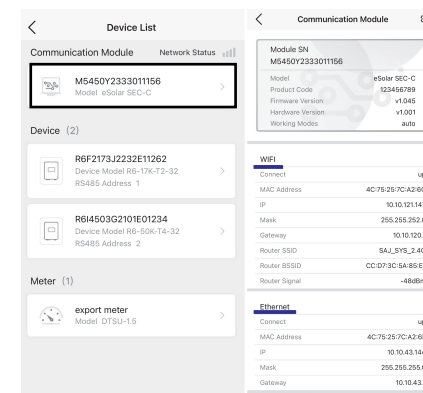 Device List
Communication Module Network Status
M5450Y2333011156
Model eSolar SEC-C
Device (2)
R6F2173J2232E11262
Device Model R6-17K-T2-32
RS485 Address 1
R6I4503G2101E01234
Device Model R6-50K-T4-32
RS485 Address 2
Meter (1)
export meter
Model DTSU-1.5
Communication Module
Module SN
M5450Y2333011156
Model eSolar SEC-C
Product Code 123456789
Firmware Version v1.045
Hardware Version v1.001
Working Modes auto
WIFI
Connect
MAC Address
IP
Mask
Gateway
Router SSID
Router BSSID
Router Signal
Ethernet
Connect
MAC Address
IP
Mask
Gateway